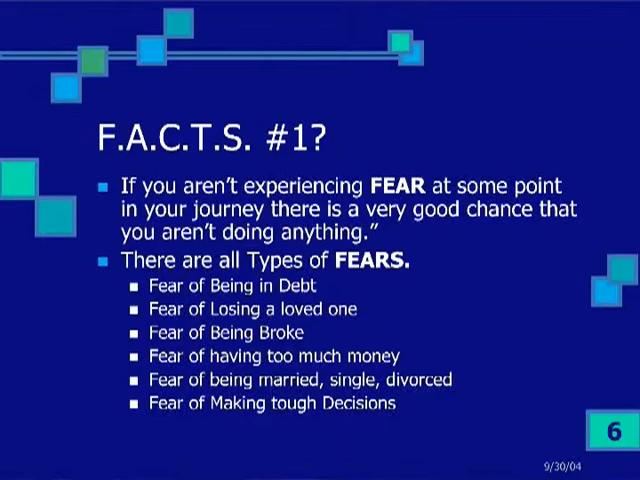 F.A.C.T.S. #1?
If you aren't experiencing FEAR at some point
in your journey there is a very good chance that
you aren't doing anything.”
There are all Types of FEARS.
Fear of Being in Debt
Fear of Losing a loved one
Fear of Being Broke
Fear of having too much money
Fear of being married, single, divorced
Fear of Making tough Decisions
6
9/30/04